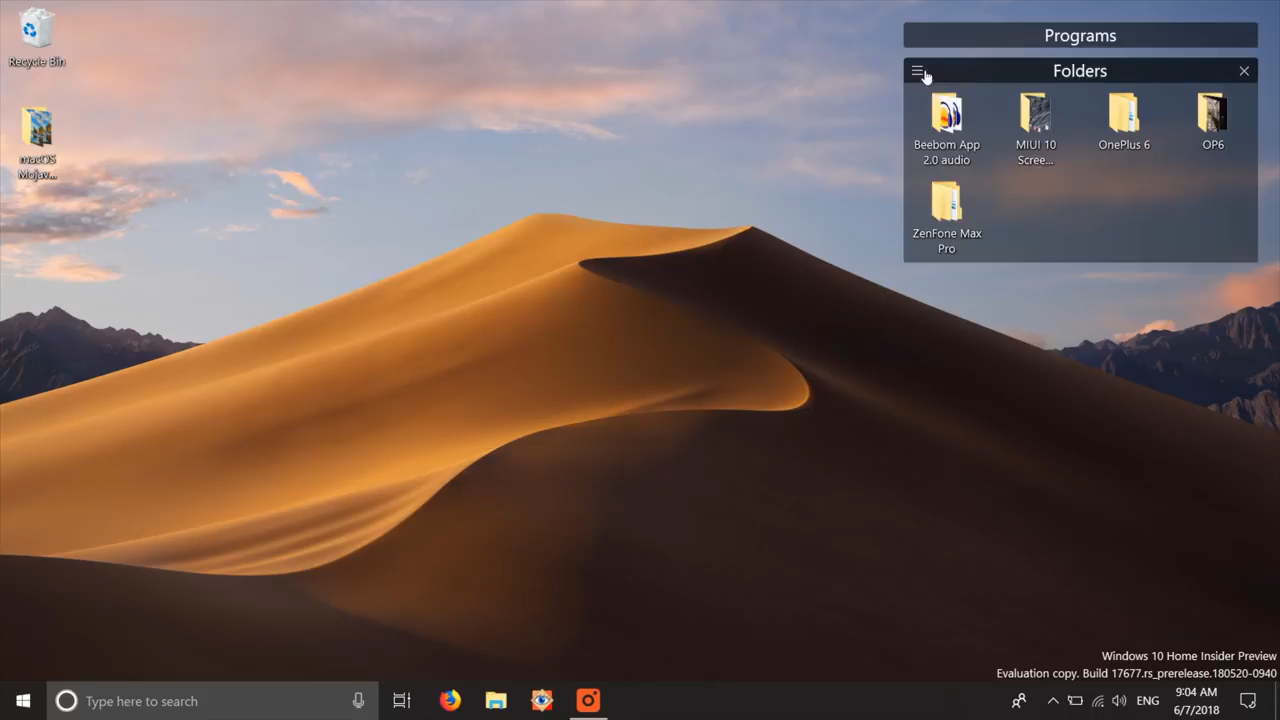 Recycle Bin
macOS
Mojav...
Programs
Folders
Beebom App
2.0 audio
MIUI 10
Scree...
OnePlus 6
OP6
ZenFone Max
Pro
Windows 10 Home Insider Preview
Evaluation copy. Build 17677.rs_prerelease.180520-0940
Type here to search
ENG
9:04 AM
6/7/2018